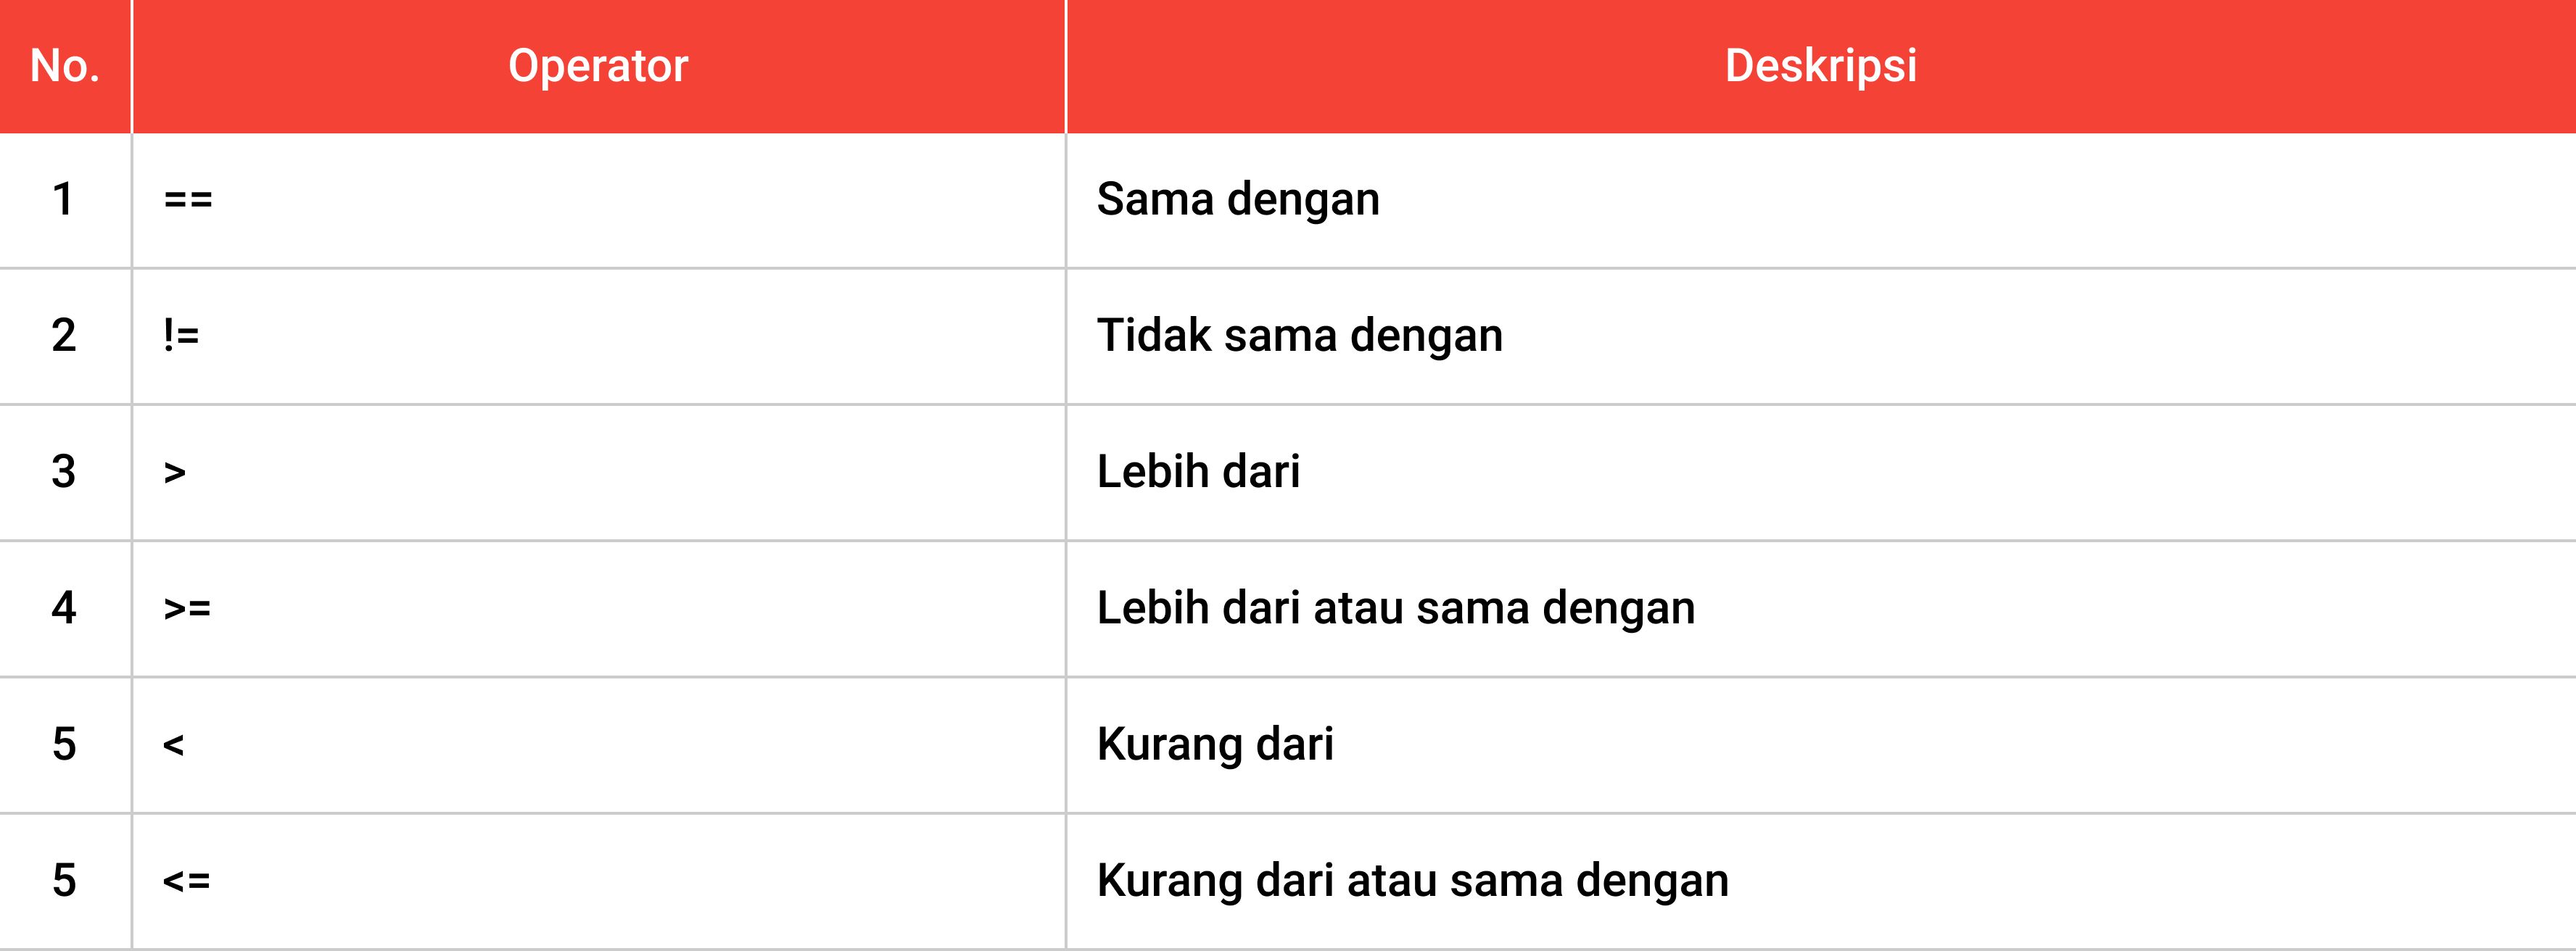 No. Operator Deskripsi
1 == Sama dengan
2 != Tidak sama dengan
3 > Lebih dari
4 >= Lebih dari atau sama dengan
5 < Kurang dari
5 <= Kurang dari atau sama dengan